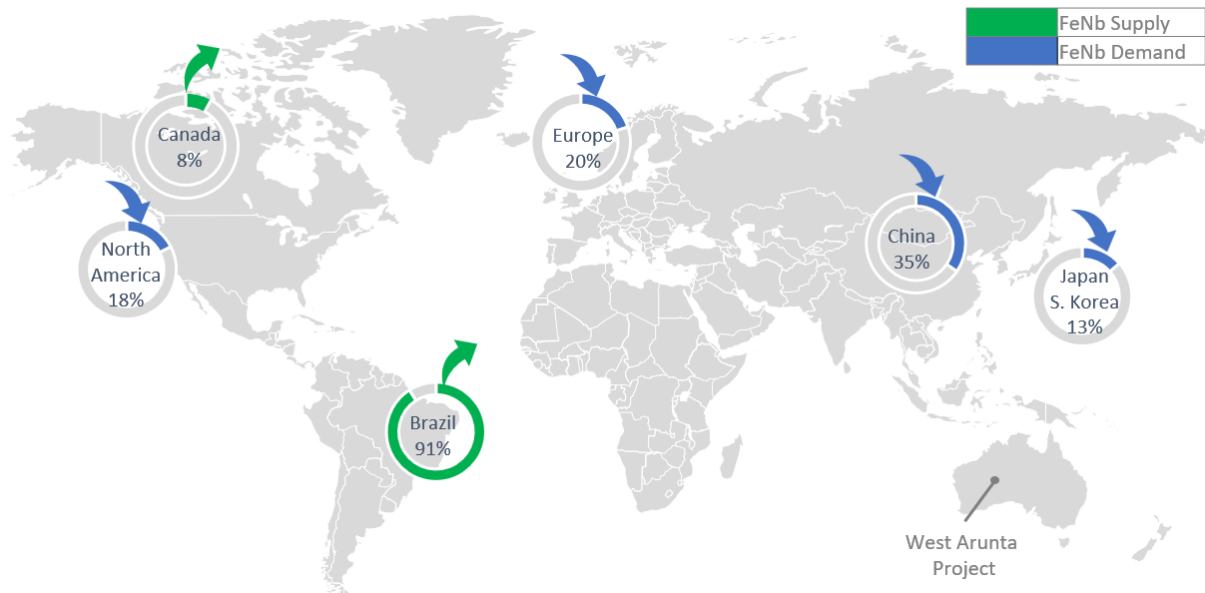 FeNb Supply
FeNb Demand
Canada
8%
Europe
20%
North
America
18%
China
35%
Japan
S. Korea
13%
Brazil
91%
West Arunta
Project